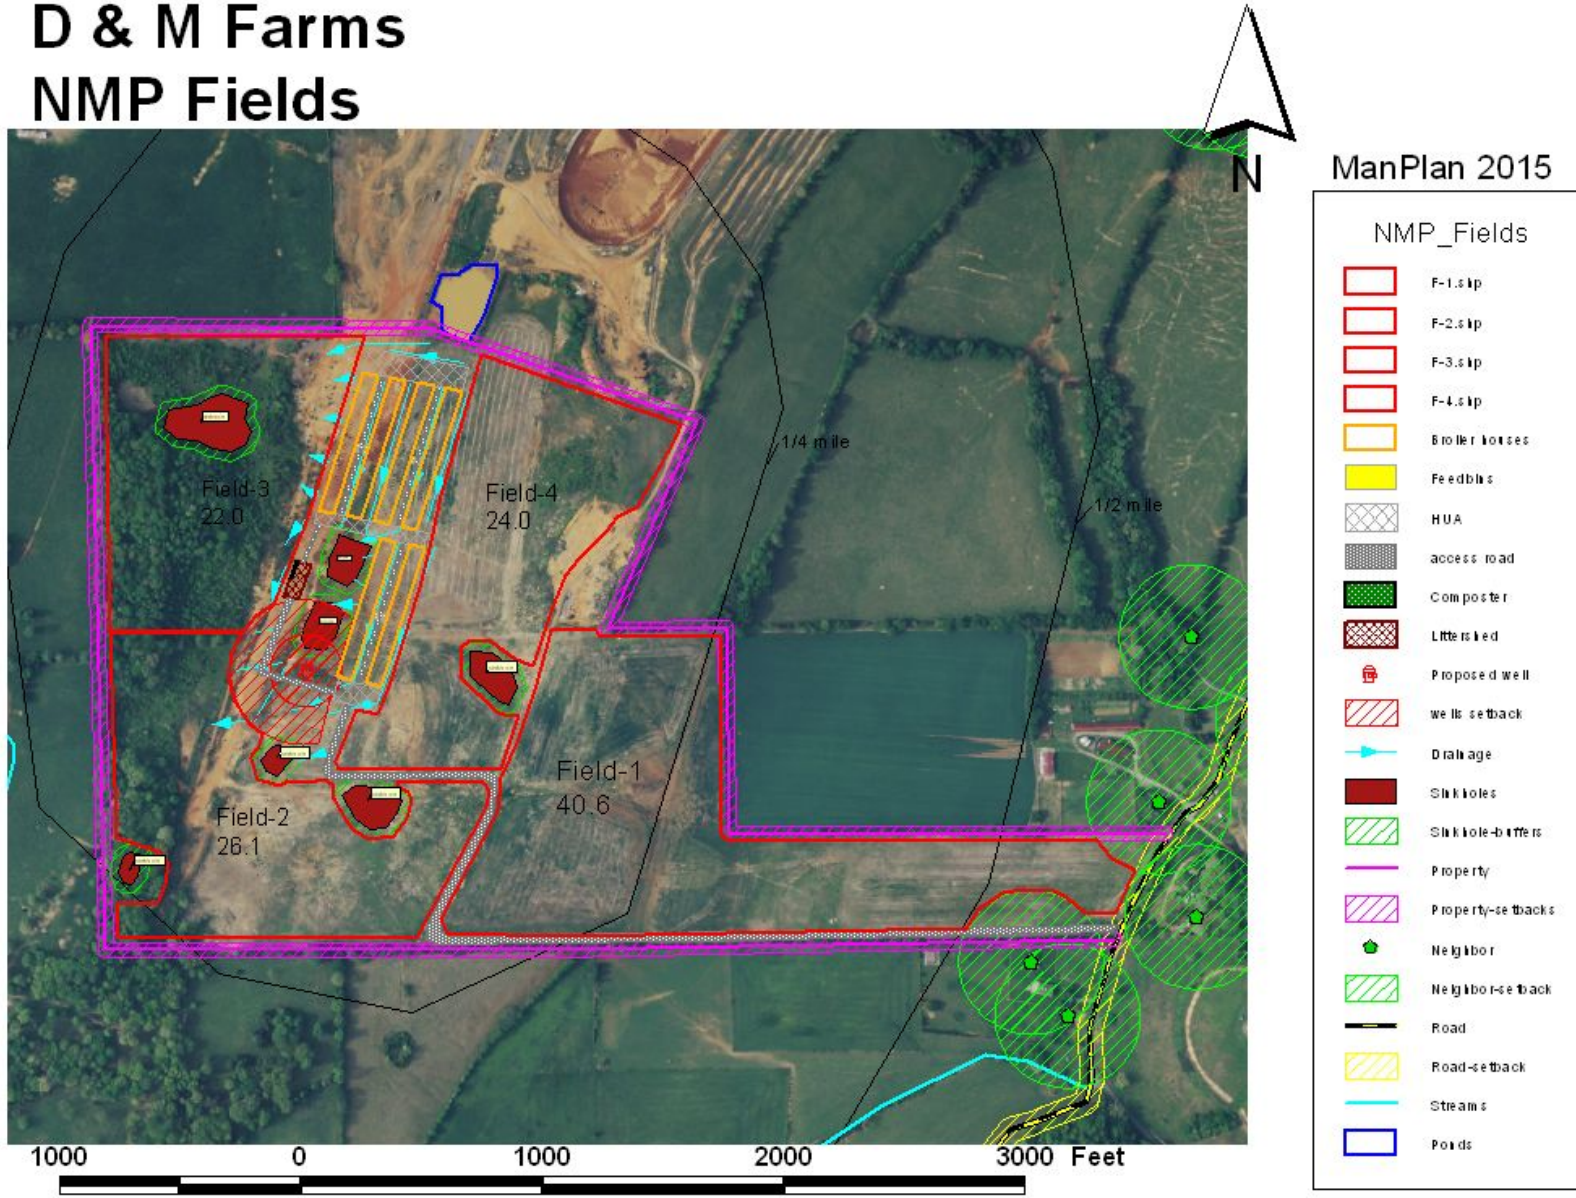 D & M Farms
NMP Fields
N
ManPlan 2015
NMP_Fields
F-1.shp
F-2.shp
F-3.shp
F-4.shp
Broiler houses
Feedbins
HUA
access road
Composter
Littershed
Proposed well
wells setback
Drainage
Sinkholes
Sinkhole-buffers
Property
Property-setbacks
Neighbor
Neighbor-setback
Road
Road-setback
Streams
Ponds
1/4 mile
1/2 mile
Field-3
22.0
Field-4
24.0
Field-1
40.6
Field-2
26.1
1000 0 1000 2000 3000 Feet